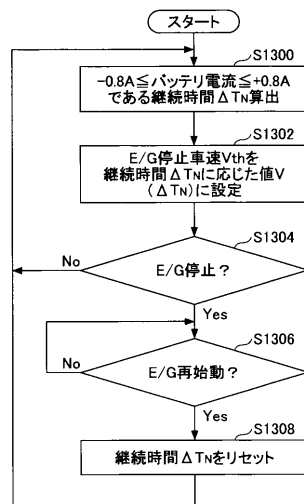 スタート
S1300
-0.8A≦バッテリ電流≦+0.8A
である継続時間ΔTN算出
S1302
E/G停止車速Vthを
継続時間ΔTNに応じた値V
(ΔTN)に設定
S1304
No
E/G停止?
Yes
S1306
No
E/G再始動?
Yes
S1308
継続時間ΔTNをリセット